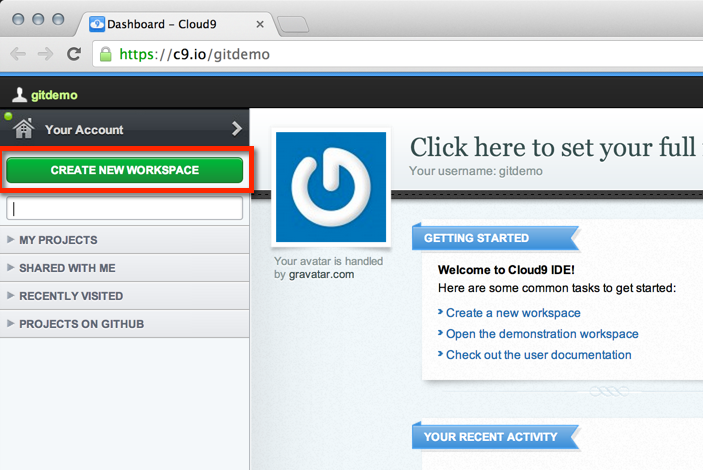 Dashboard - Cloud9
https://c9.io/gitdemo
gitdemo
Your Account
CREATE NEW WORKSPACE
MY PROJECTS
SHARED WITH ME
RECENTLY VISITED
PROJECTS ON GITHUB
Click here to set your full
Your username: gitdemo
Your avatar is handled
by gravatar.com
GETTING STARTED
Welcome to Cloud9 IDE!
Here are some common tasks to get started:
Create a new workspace
Open the demonstration workspace
Check out the user documentation
YOUR RECENT ACTIVITY